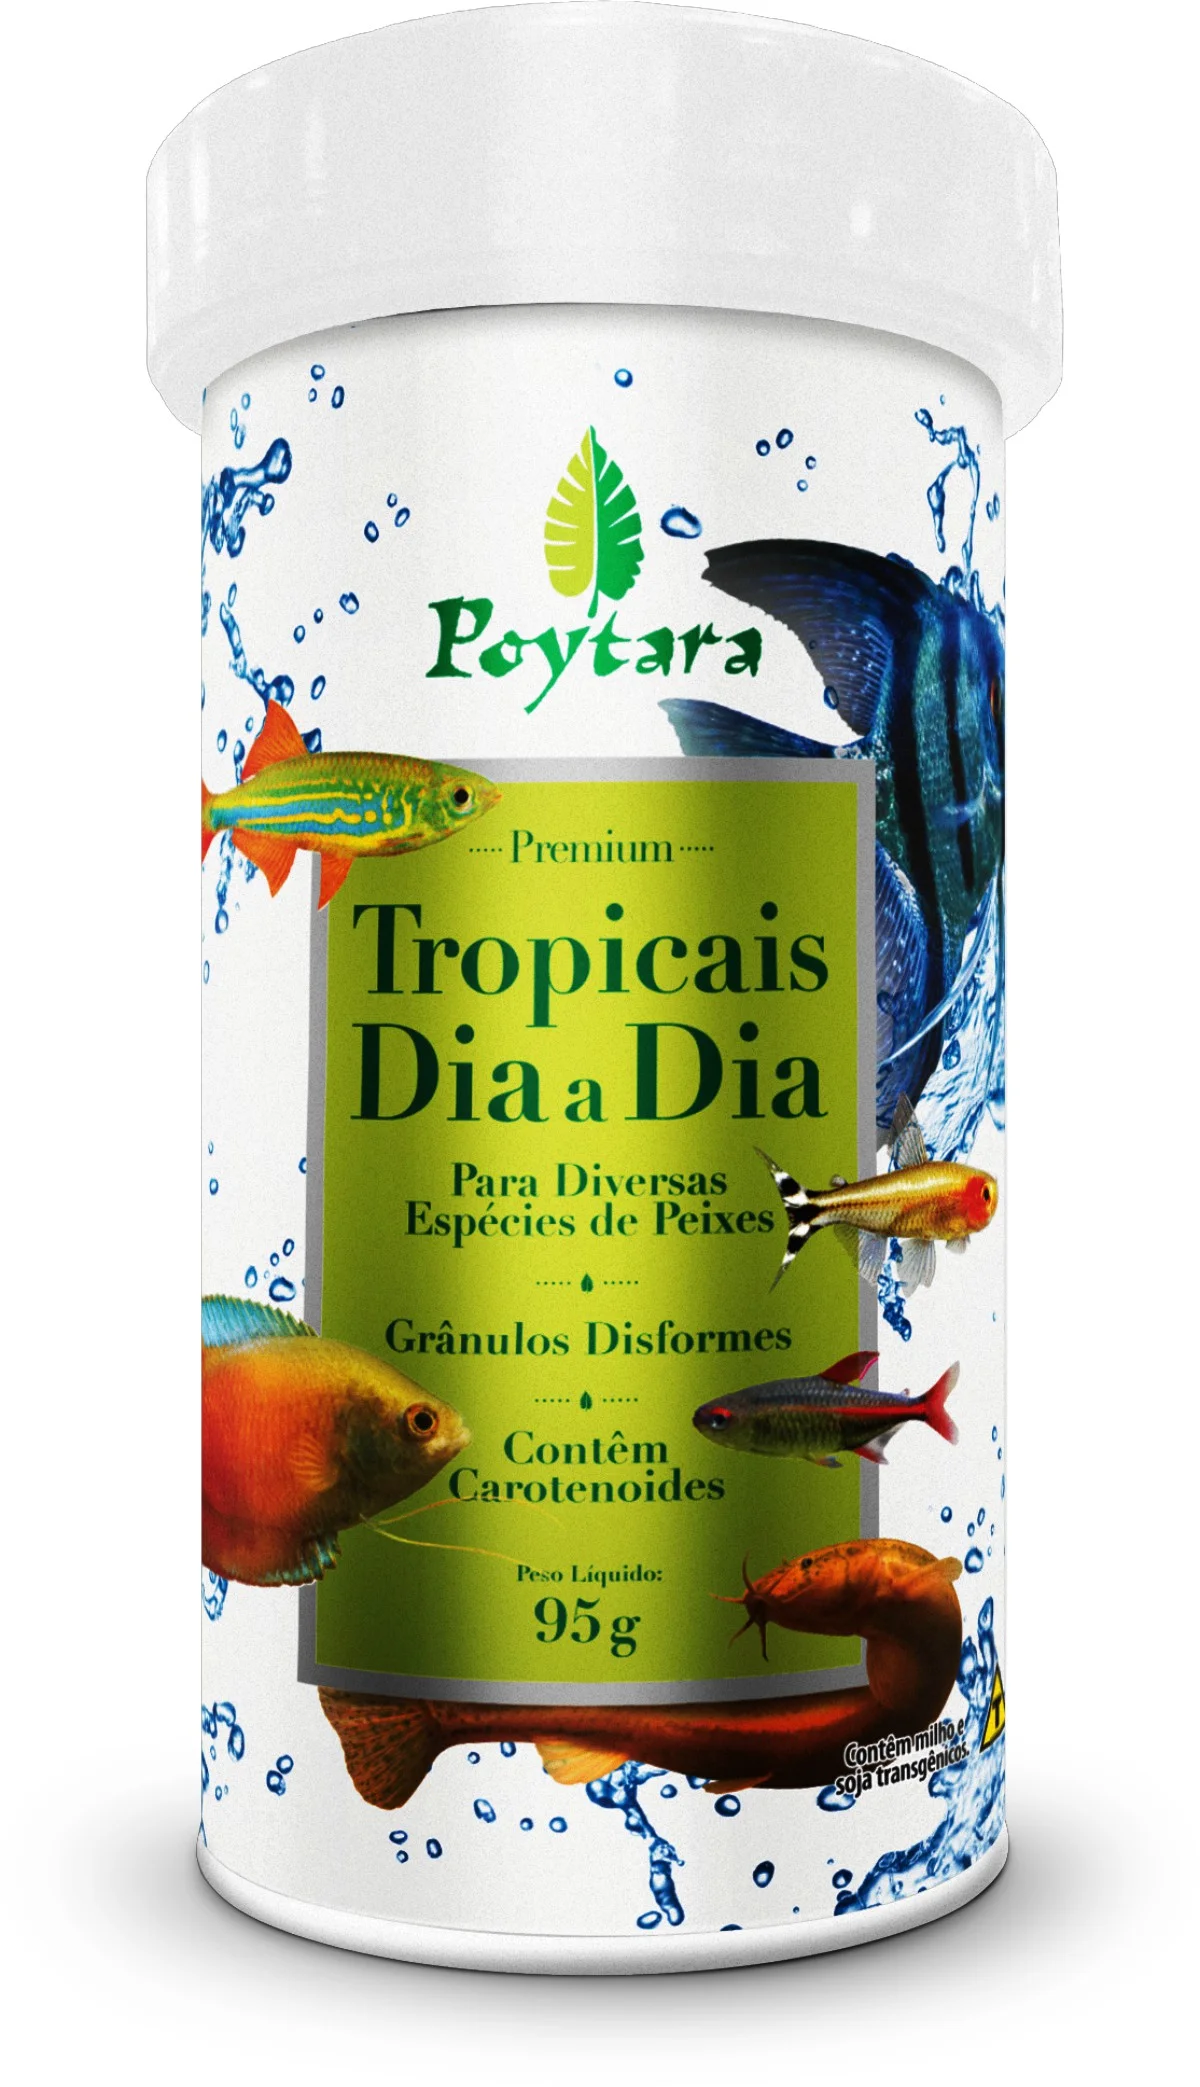 Poytara
Premium
Tropicais
Dia a Dia
Para Diversas
Espécies de Peixes
Grânulos Disformes
Contêm
Carotenoides
Peso Líquido:
95 g
Contêm milho e
soja transgênicos.
T